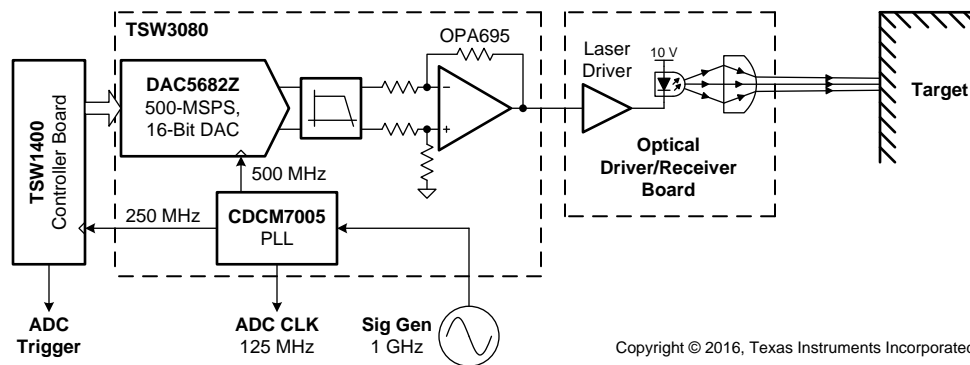 TSW3080
OPA695
DAC5682Z
500-MSPS,
16-Bit DAC
−
+
TSW1400
Controller Board
500 MHz
250 MHz
CDCM7005
PLL
Laser
Driver
10 V
Optical
Driver/Receiver
Board
Target
ADC
Trigger
ADC CLK
125 MHz
Sig Gen
1 GHz
Copyright © 2016, Texas Instruments Incorporated